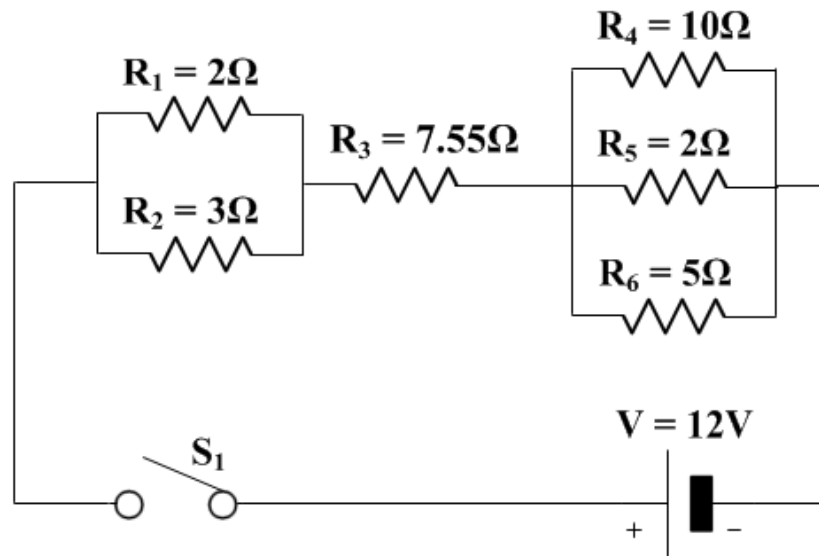 R₄ = 10Ω
R₁ = 2Ω
R₃ = 7.55Ω
R₅ = 2Ω
R₂ = 3Ω
R₆ = 5Ω
V = 12V
S₁
+ −